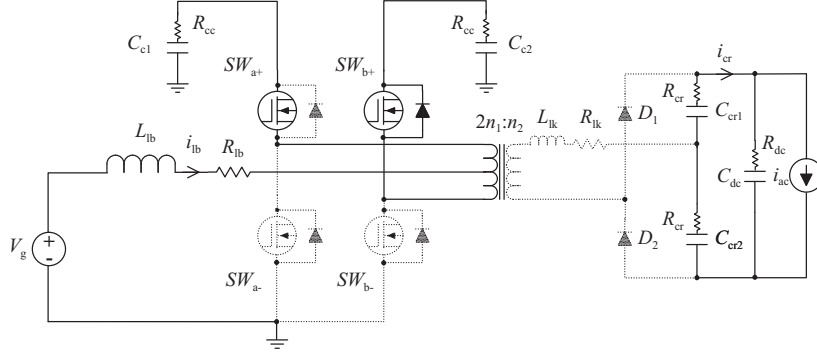 R_cc
C_c1
SW_a+
R_cc
C_c2
SW_b+
i_cr
R_cr
C_cr1
D_1
2n_1:n_2
L_lk
R_lk
L_lb
i_lb
R_lb
R_dc
C_dc
i_ac
R_cr
C_cr2
D_2
V_g
+
-
SW_a-
SW_b-